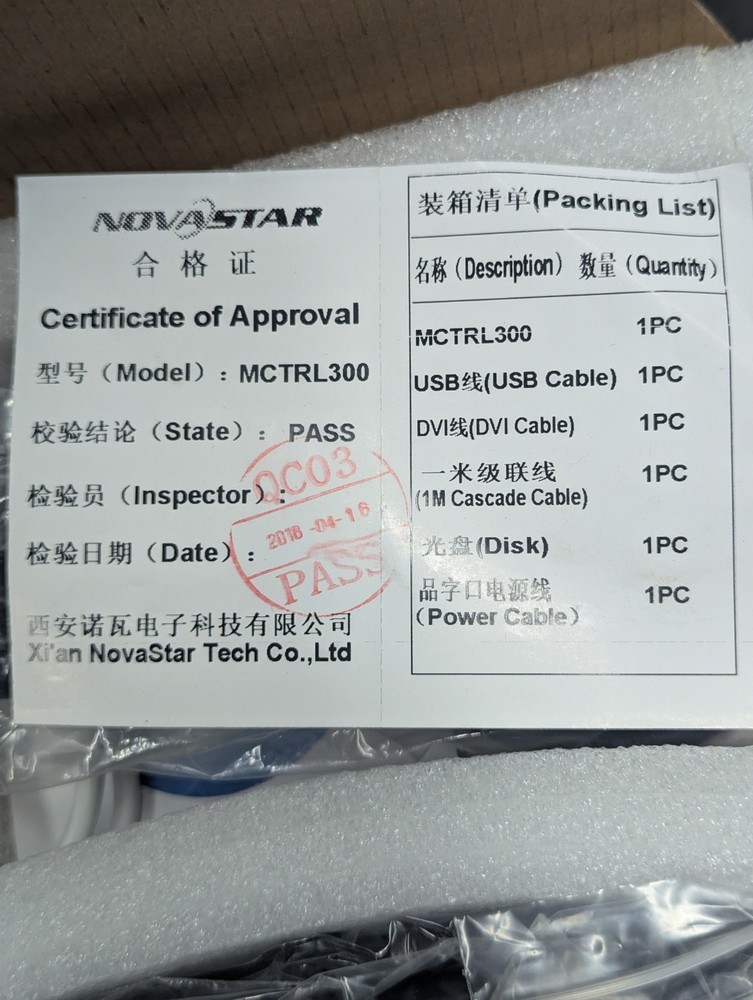 NOVASTAR
合格证
Certificate of Approval
型号（Model）：MCTRL300
校验结论（State）：PASS
检验员（Inspector）：
检验日期（Date）：
QC03
2018-04-16
PASS
西安诺瓦电子科技有限公司
Xi'an NovaStar Tech Co.,Ltd
装箱清单(Packing List)
名称（Description）数量（Quantity）
MCTRL300 1PC
USB线(USB Cable) 1PC
DVI线(DVI Cable) 1PC
一米级联线 1PC
(1M Cascade Cable)
光盘(Disk) 1PC
品字口电源线 1PC
（Power Cable）